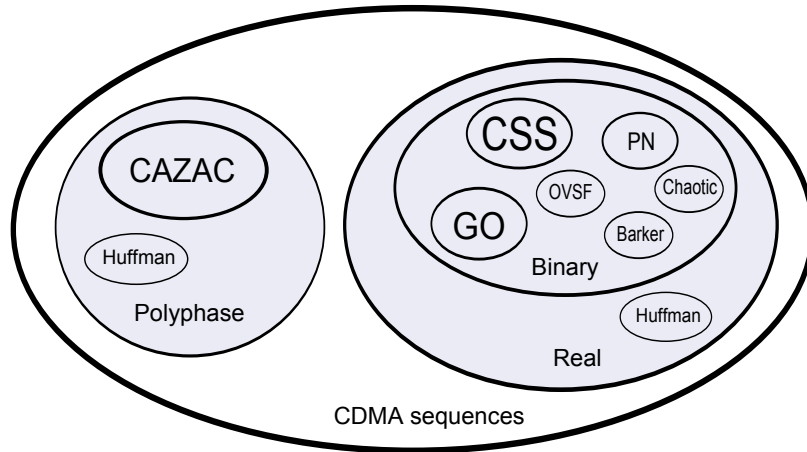 CSS
PN
CAZAC
OVSF
Chaotic
GO
Barker
Huffman
Binary
Polyphase
Huffman
Real
CDMA sequences